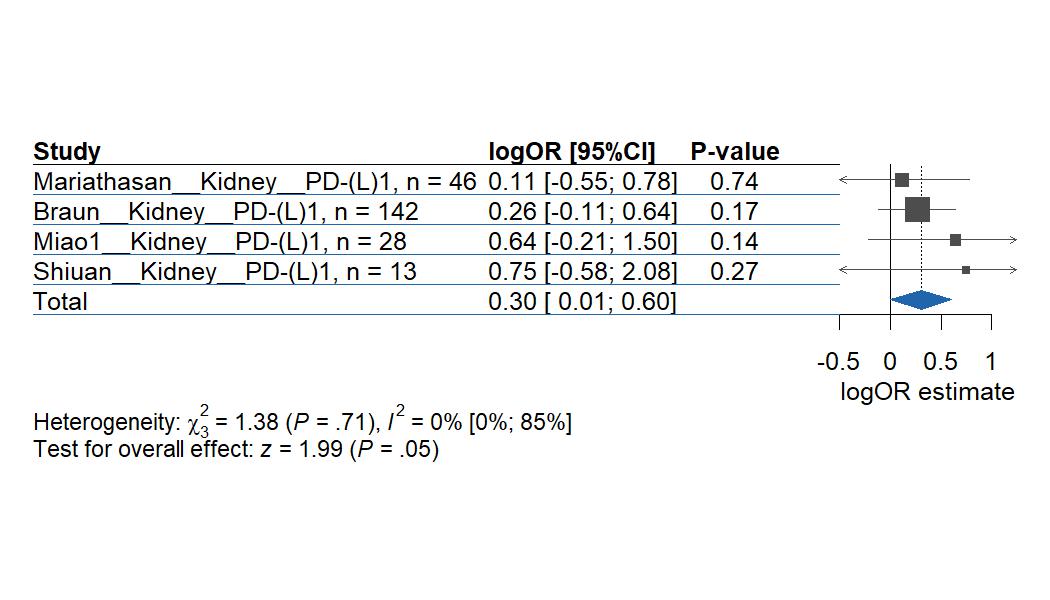 Study logOR [95%CI] P-value
Mariathasan__Kidney__PD-(L)1, n = 46 0.11 [-0.55; 0.78] 0.74
Braun__Kidney__PD-(L)1, n = 142 0.26 [-0.11; 0.64] 0.17
Miao1__Kidney__PD-(L)1, n = 28 0.64 [-0.21; 1.50] 0.14
Shiuan__Kidney__PD-(L)1, n = 13 0.75 [-0.58; 2.08] 0.27
Total 0.30 [ 0.01; 0.60]
-0.5 0 0.5 1
logOR estimate
Heterogeneity: χ²₃ = 1.38 (P = .71), I² = 0% [0%; 85%]
Test for overall effect: z = 1.99 (P = .05)